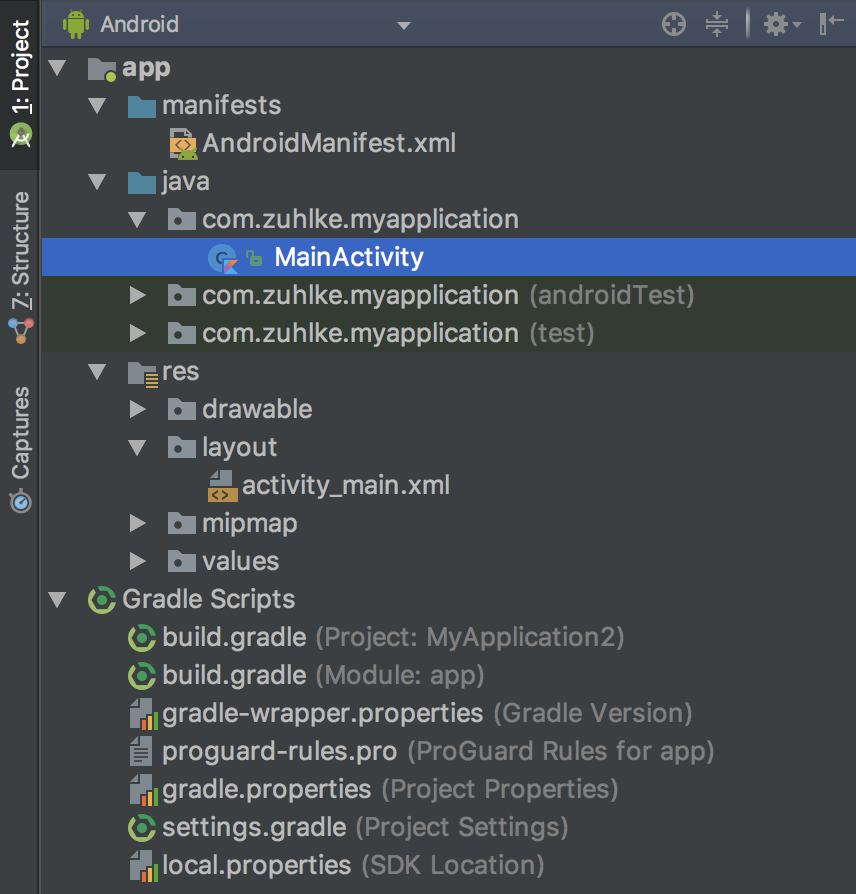 Android
1: Project
Z: Structure
Captures
app
manifests
AndroidManifest.xml
java
com.zuhlke.myapplication
MainActivity
com.zuhlke.myapplication (androidTest)
com.zuhlke.myapplication (test)
res
drawable
layout
activity_main.xml
mipmap
values
Gradle Scripts
build.gradle (Project: MyApplication2)
build.gradle (Module: app)
gradle-wrapper.properties (Gradle Version)
proguard-rules.pro (ProGuard Rules for app)
gradle.properties (Project Properties)
settings.gradle (Project Settings)
local.properties (SDK Location)